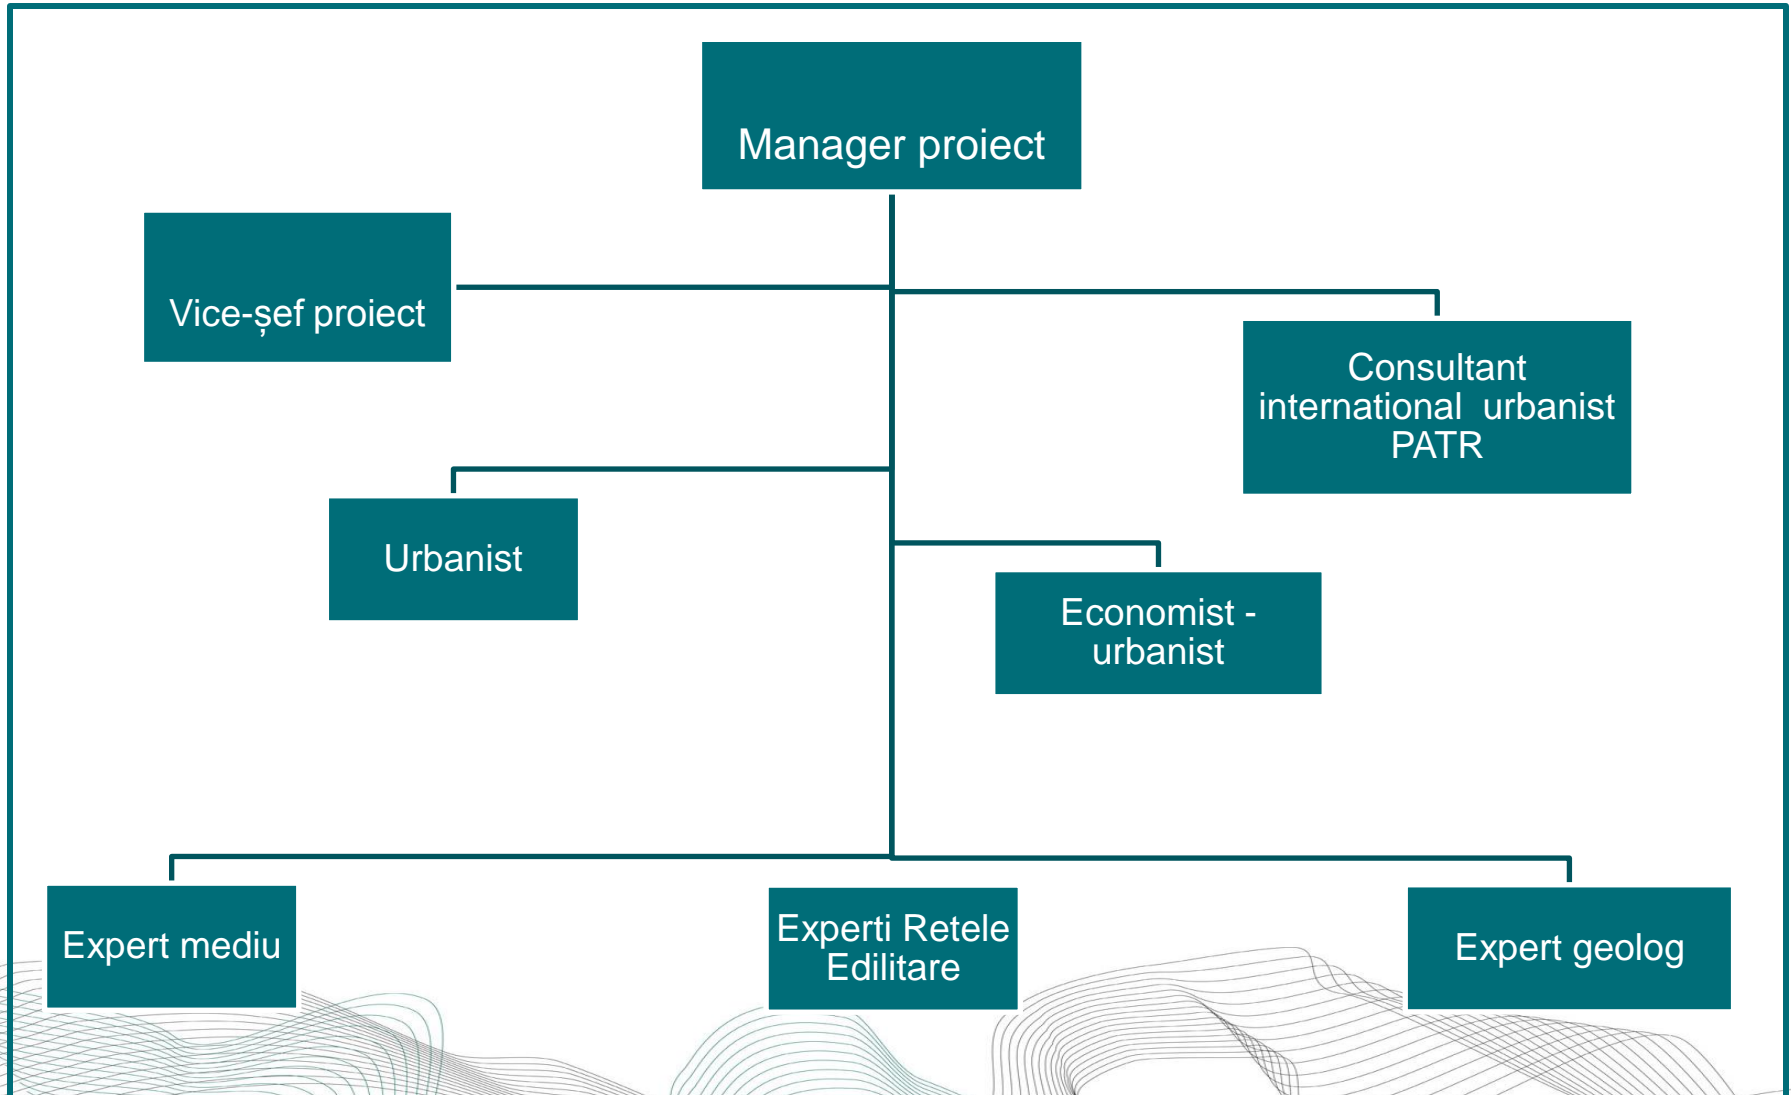 Manager proiect
Vice-șef proiect
Consultant
international  urbanist
PATR
Urbanist
Economist -
urbanist
Expert mediu
Experti Retele
Edilitare
Expert geolog